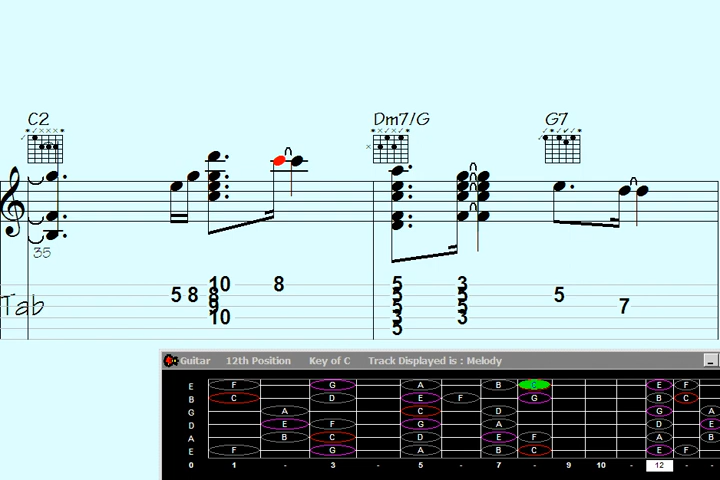 C2 Dm7/G G7
35
10 8 5 3
5 8 8 5 5 5
9 5 5 7
Tab 10 3 3
5
Guitar 12th Position Key of C Track Displayed is : Melody
E F G A B E F
B C D E F G B C
G A C D G A
D E F D A D E
A B C G E F A B
E F G A B C E F
0 1 - 3 - 5 - 7 - 9 10 - 12 - -